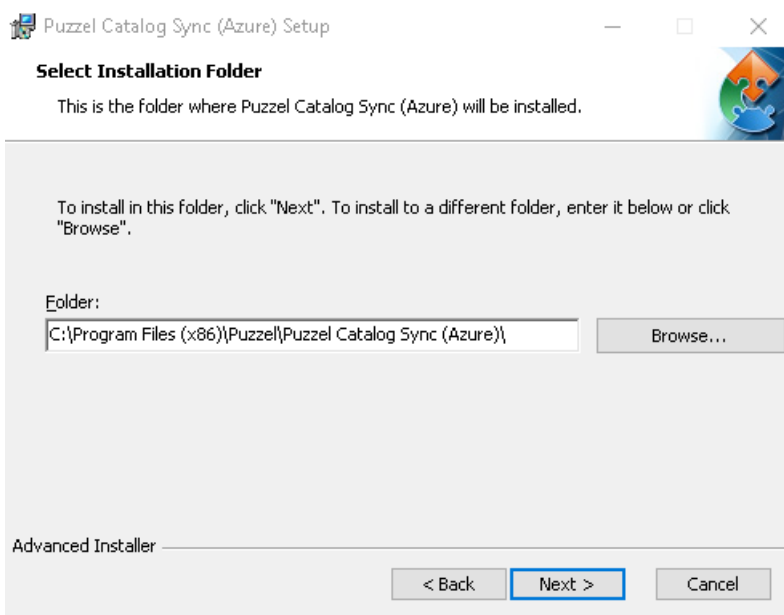 Puzzel Catalog Sync (Azure) Setup
Select Installation Folder
This is the folder where Puzzel Catalog Sync (Azure) will be installed.
To install in this folder, click "Next". To install to a different folder, enter it below or click
"Browse".
Folder:
C:\Program Files (x86)\Puzzel\Puzzel Catalog Sync (Azure)\
Browse...
Advanced Installer
< Back
Next >
Cancel